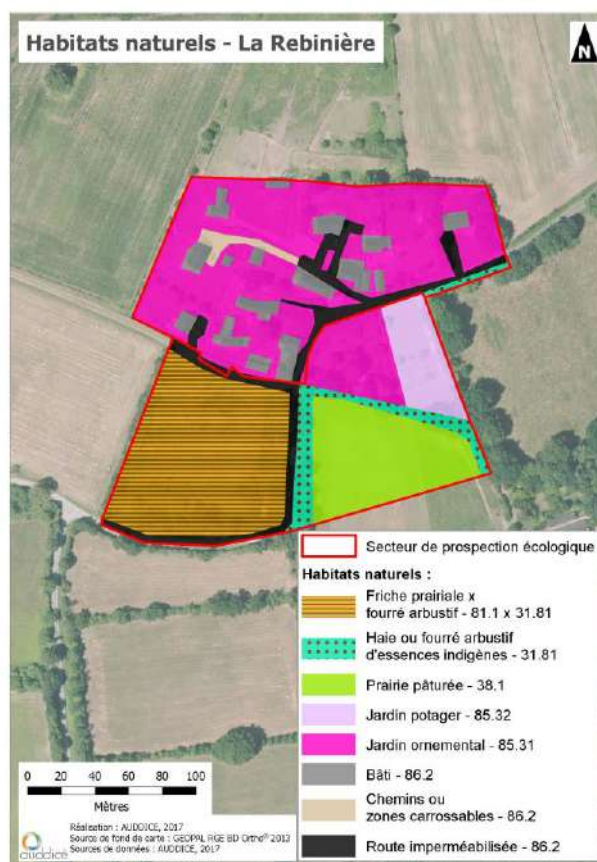 Habitats naturels - La Rebinière
N
Secteur de prospection écologique
Habitats naturels :
Friche prairiale x
fourré arbustif - 81.1 x 31.81
Haie ou fourré arbustif
d'essences indigènes - 31.81
Prairie pâturée - 38.1
Jardin potager - 85.32
Jardin ornemental - 85.31
Bâti - 86.2
Chemins ou
zones carrossables - 86.2
Route imperméabilisée - 86.2
0 20 40 60 80 100
Mètres
Réalisation : AUDDICE, 2017
Source de fond de carte : GEOPAL RGE BD Ortho® 2013
Sources de données : AUDDICE, 2017
auddicé